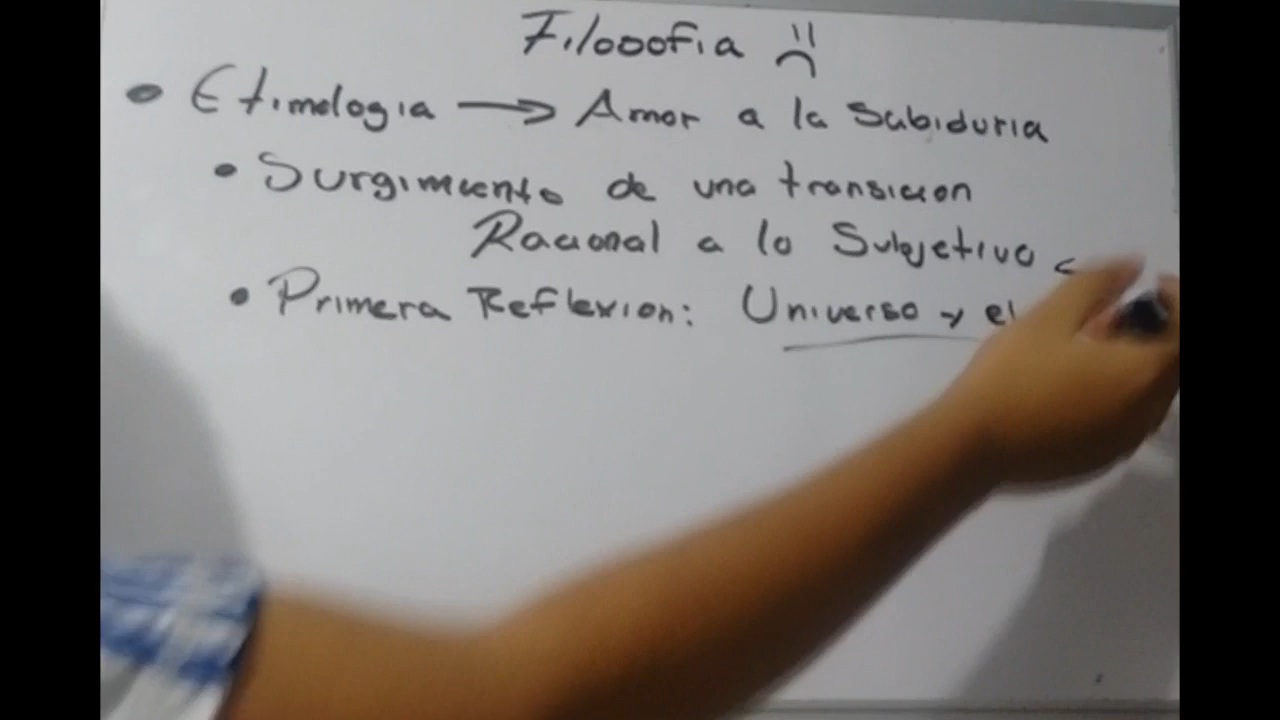 Filosofia
• Etimologia → Amor a la Sabiduria
• Surgimiento de una transicion
Racional a lo Subjetivo
• Primera Reflexion: Universo y el